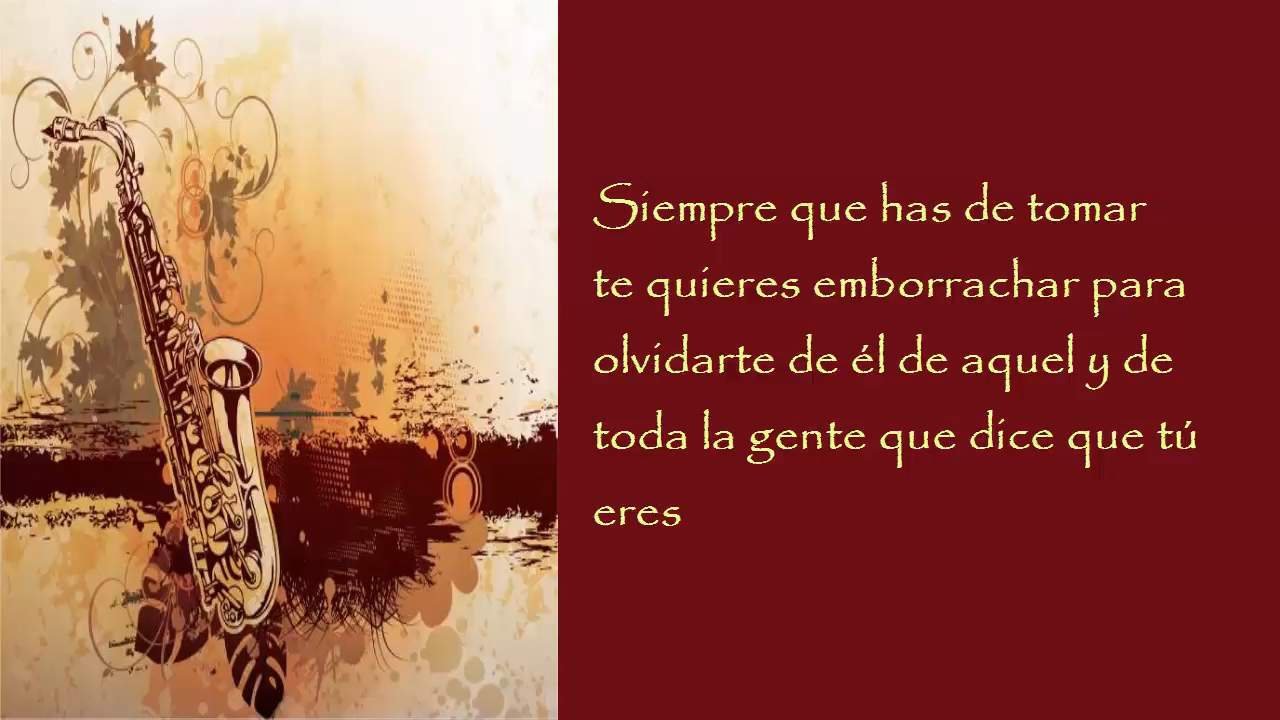 Siempre que has de tomar
te quieres emborrachar para
olvidarte de él de aquel y de
toda la gente que dice que tú
eres